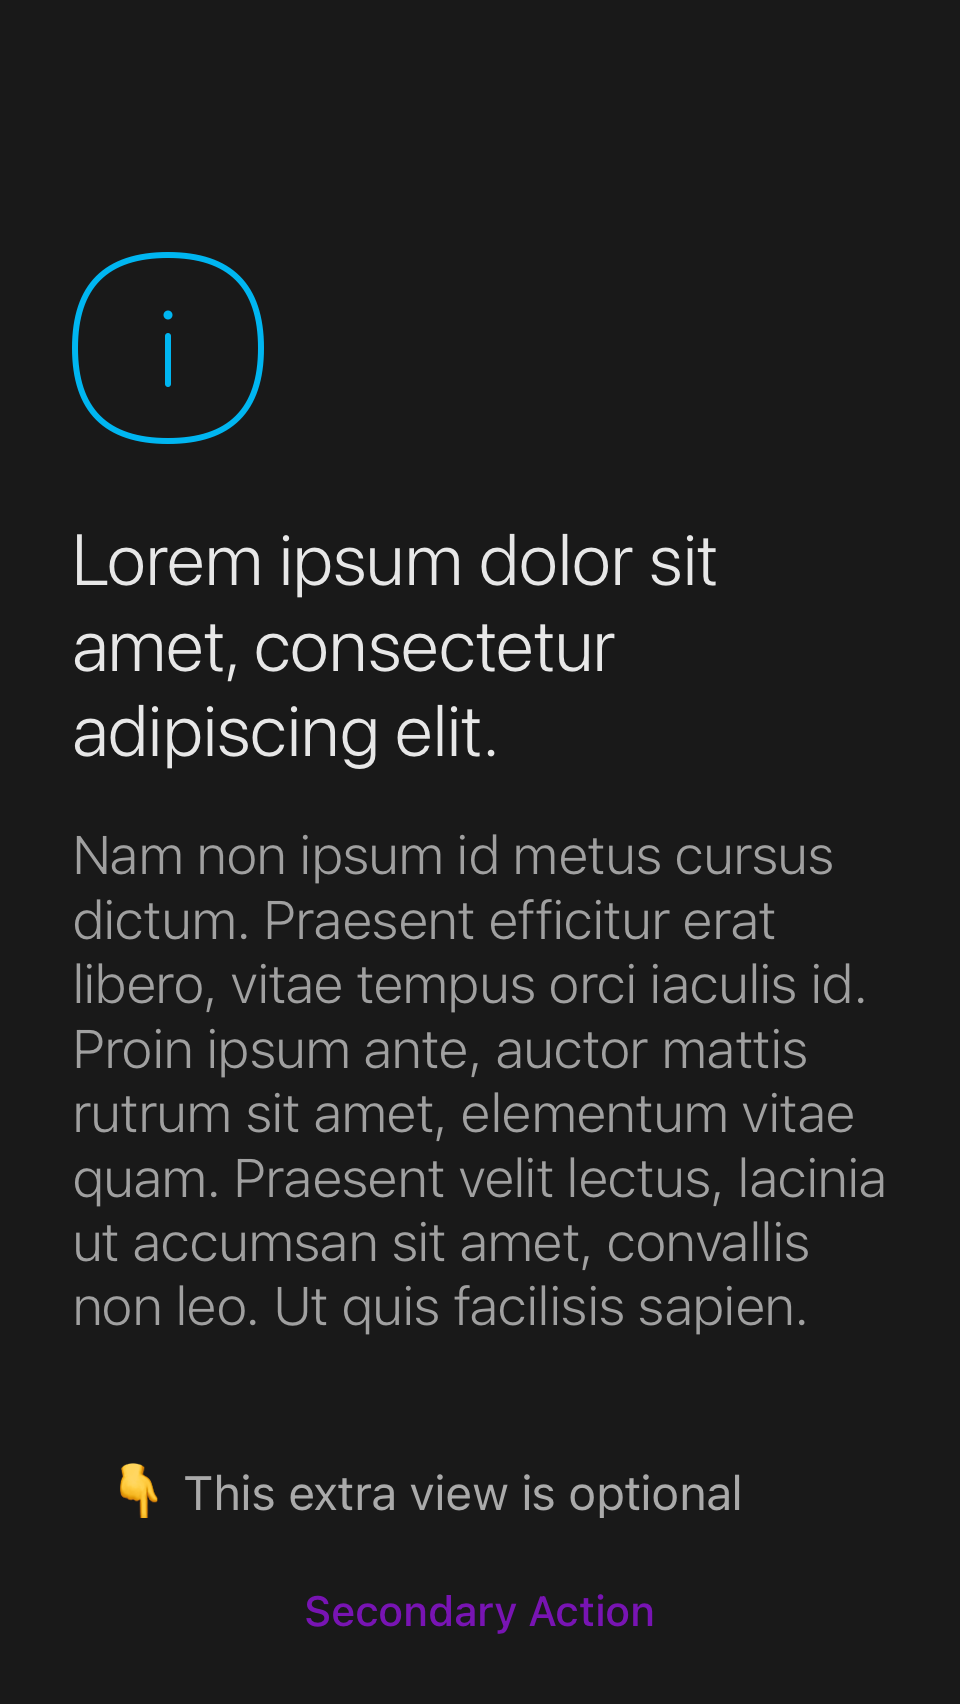 Lorem ipsum dolor sit
amet, consectetur
adipiscing elit.
Nam non ipsum id metus cursus
dictum. Praesent efficitur erat
libero, vitae tempus orci iaculis id.
Proin ipsum ante, auctor mattis
rutrum sit amet, elementum vitae
quam. Praesent velit lectus, lacinia
ut accumsan sit amet, convallis
non leo. Ut quis facilisis sapien.
👇 This extra view is optional
Secondary Action